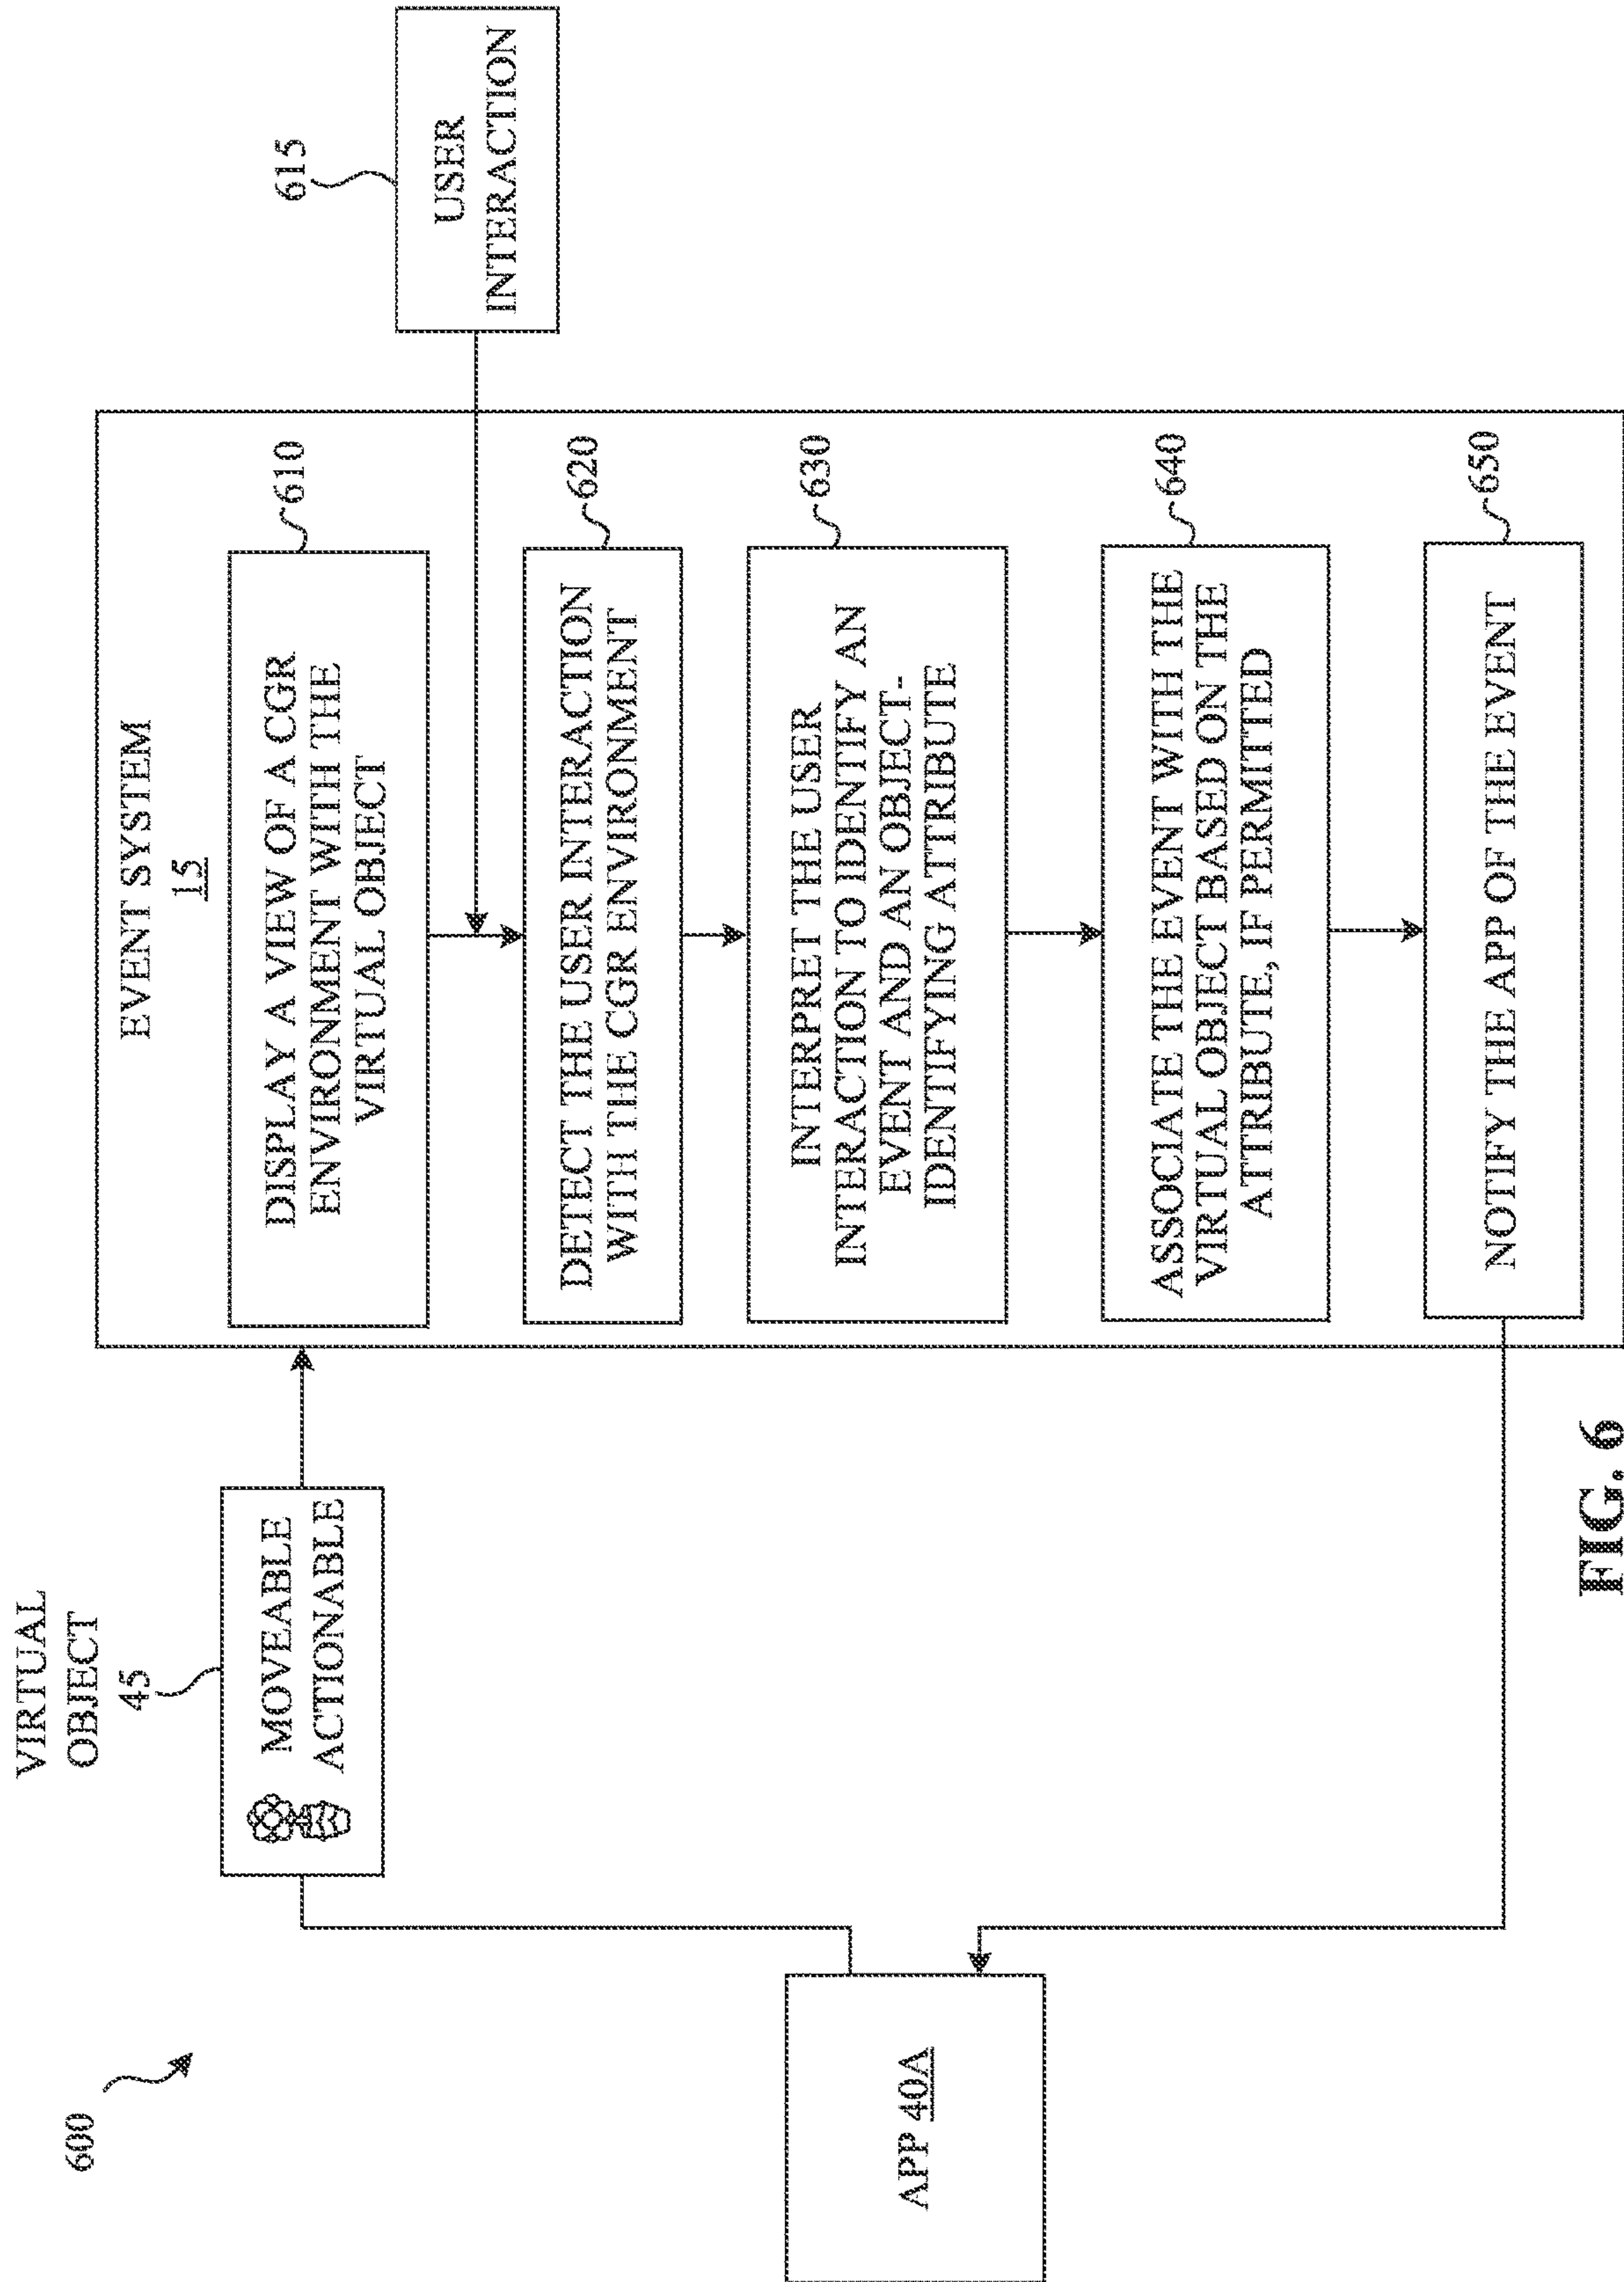 600
VIRTUAL
OBJECT
45
MOVEABLE
ACTIONABLE
APP 40A
EVENT SYSTEM
15
DISPLAY A VIEW OF A CGR
ENVIRONMENT WITH THE
VIRTUAL OBJECT
610
USER
INTERACTION
615
DETECT THE USER INTERACTION
WITH THE CGR ENVIRONMENT
620
INTERPRET THE USER
INTERACTION TO IDENTIFY AN
EVENT AND AN OBJECT-
IDENTIFYING ATTRIBUTE
630
ASSOCIATE THE EVENT WITH THE
VIRTUAL OBJECT BASED ON THE
ATTRIBUTE, IF PERMITTED
640
NOTIFY THE APP OF THE EVENT
650
FIG. 6